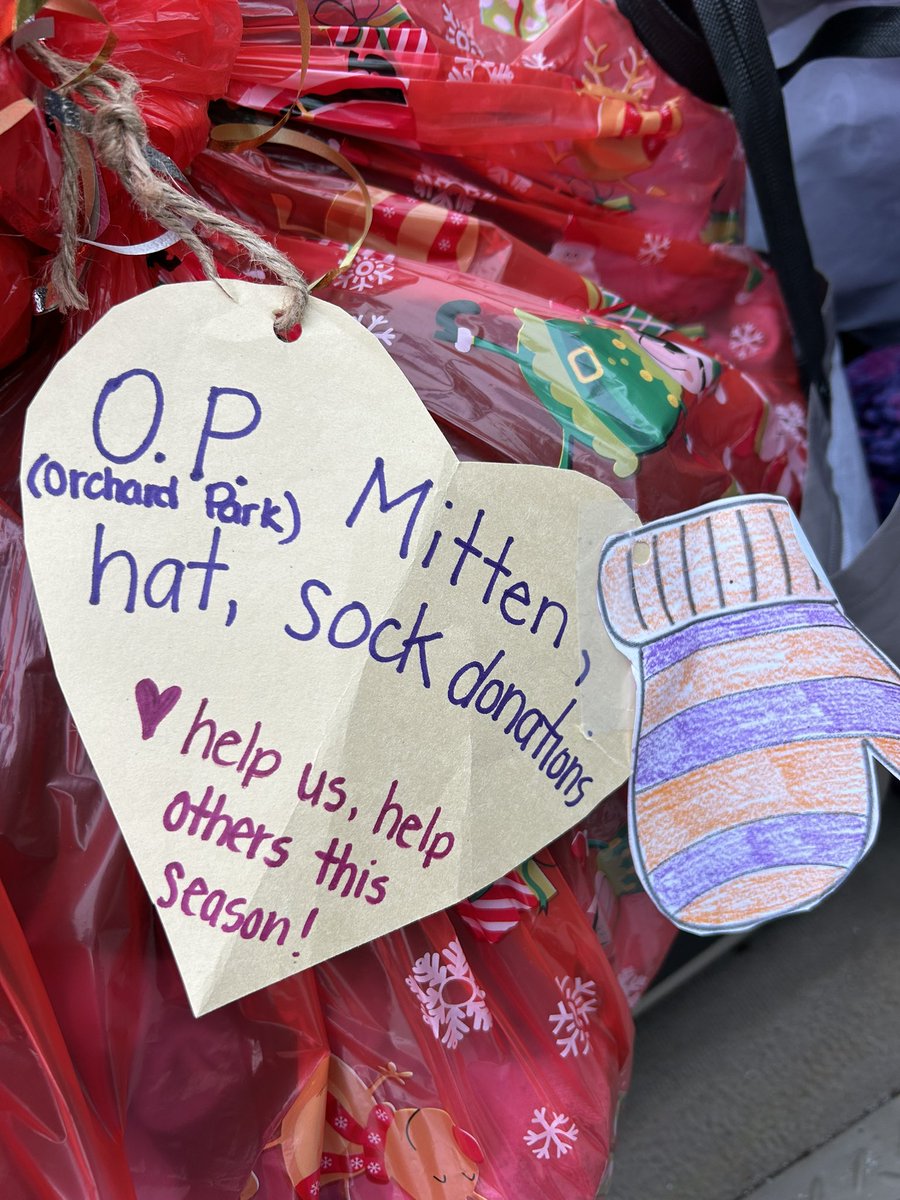 O.P.
(Orchard Park) Mitten,
hat, sock donations
♥ help us, help
others this
season!